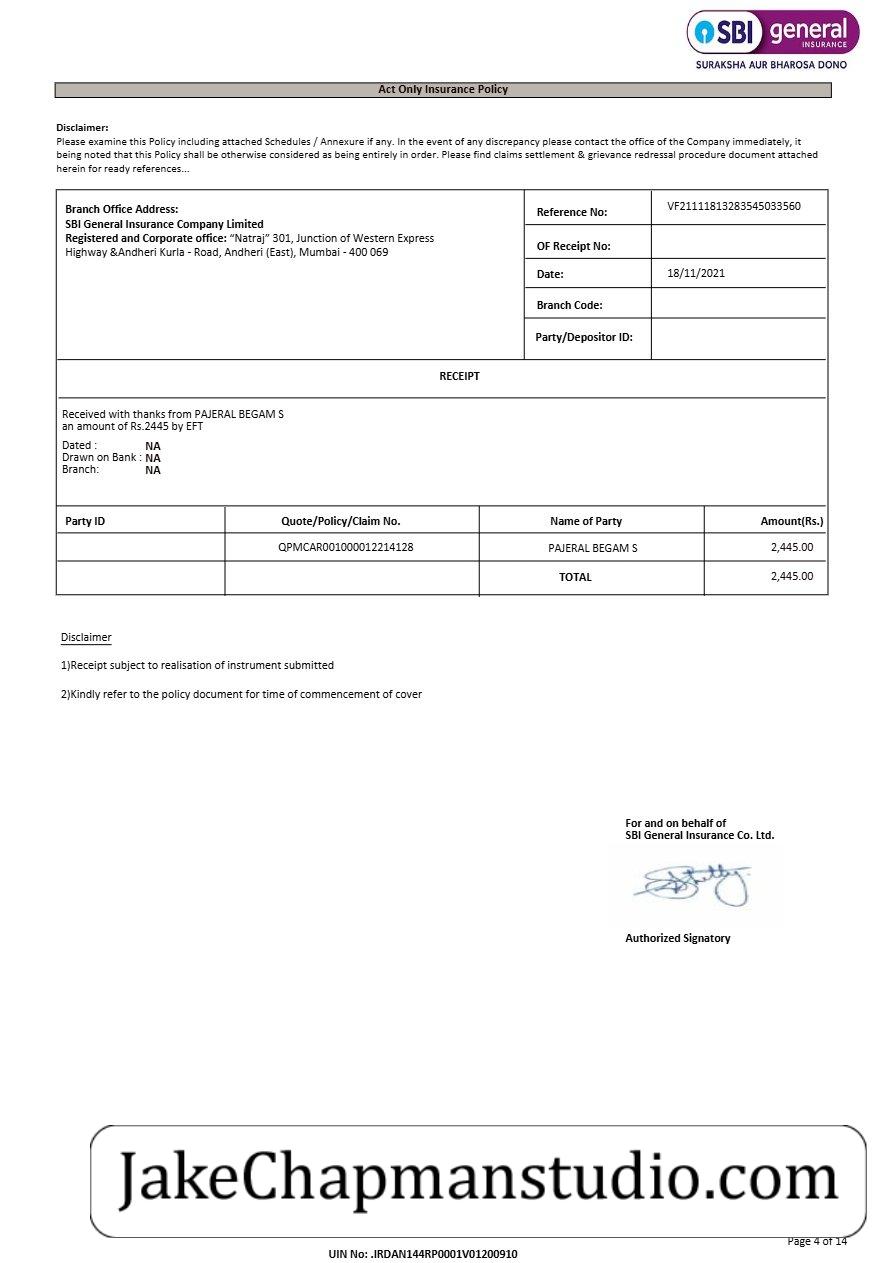 SBI general
INSURANCE
SURAKSHA AUR BHAROSA DONO
Act Only Insurance Policy
Disclaimer:
Please examine this Policy including attached Schedules / Annexure if any. In the event of any discrepancy please contact the office of the Company immediately, it
being noted that this Policy shall be otherwise considered as being entirely in order. Please find claims settlement & grievance redressal procedure document attached
herein for ready references...
Branch Office Address:
SBI General Insurance Company Limited
Registered and Corporate office: “Natraj” 301, Junction of Western Express
Highway &Andheri Kurla - Road, Andheri (East), Mumbai - 400 069
Reference No: VF21111813283545033560
OF Receipt No:
Date: 18/11/2021
Branch Code:
Party/Depositor ID:
RECEIPT
Received with thanks from PAJERAL BEGAM S
an amount of Rs.2445 by EFT
Dated : NA
Drawn on Bank : NA
Branch: NA
Party ID Quote/Policy/Claim No. Name of Party Amount(Rs.)
QPMCAR001000012214128 PAJERAL BEGAM S 2,445.00
TOTAL 2,445.00
Disclaimer
1)Receipt subject to realisation of instrument submitted
2)Kindly refer to the policy document for time of commencement of cover
For and on behalf of
SBI General Insurance Co. Ltd.
Authorized Signatory
JakeChapmanstudio.com
Page 4 of 14
UIN No: .IRDAN144RP0001V01200910